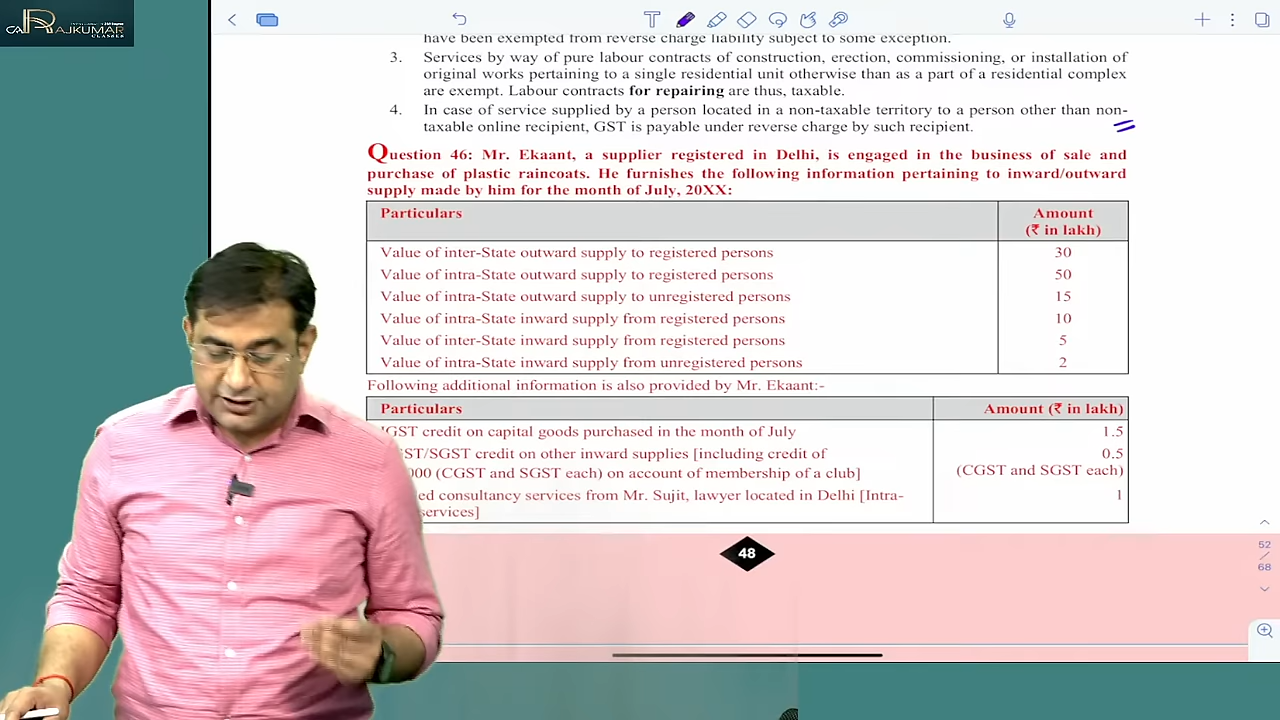 CA RAJKUMAR
CLASSES
have been exempted from reverse charge liability subject to some exception.
3. Services by way of pure labour contracts of construction, erection, commissioning, or installation of
original works pertaining to a single residential unit otherwise than as a part of a residential complex
are exempt. Labour contracts for repairing are thus, taxable.
4. In case of service supplied by a person located in a non-taxable territory to a person other than non-
taxable online recipient, GST is payable under reverse charge by such recipient.
Question 46: Mr. Ekaant, a supplier registered in Delhi, is engaged in the business of sale and
purchase of plastic raincoats. He furnishes the following information pertaining to inward/outward
supply made by him for the month of July, 20XX:
Particulars Amount
(₹ in lakh)
Value of inter-State outward supply to registered persons 30
Value of intra-State outward supply to registered persons 50
Value of intra-State outward supply to unregistered persons 15
Value of intra-State inward supply from registered persons 10
Value of inter-State inward supply from registered persons 5
Value of intra-State inward supply from unregistered persons 2
Following additional information is also provided by Mr. Ekaant:-
Particulars Amount (₹ in lakh)
GST credit on capital goods purchased in the month of July 1.5
ST/SGST credit on other inward supplies [including credit of 0.5
000 (CGST and SGST each) on account of membership of a club] (CGST and SGST each)
ed consultancy services from Mr. Sujit, lawyer located in Delhi [Intra- 1
services]
48
52
/
68